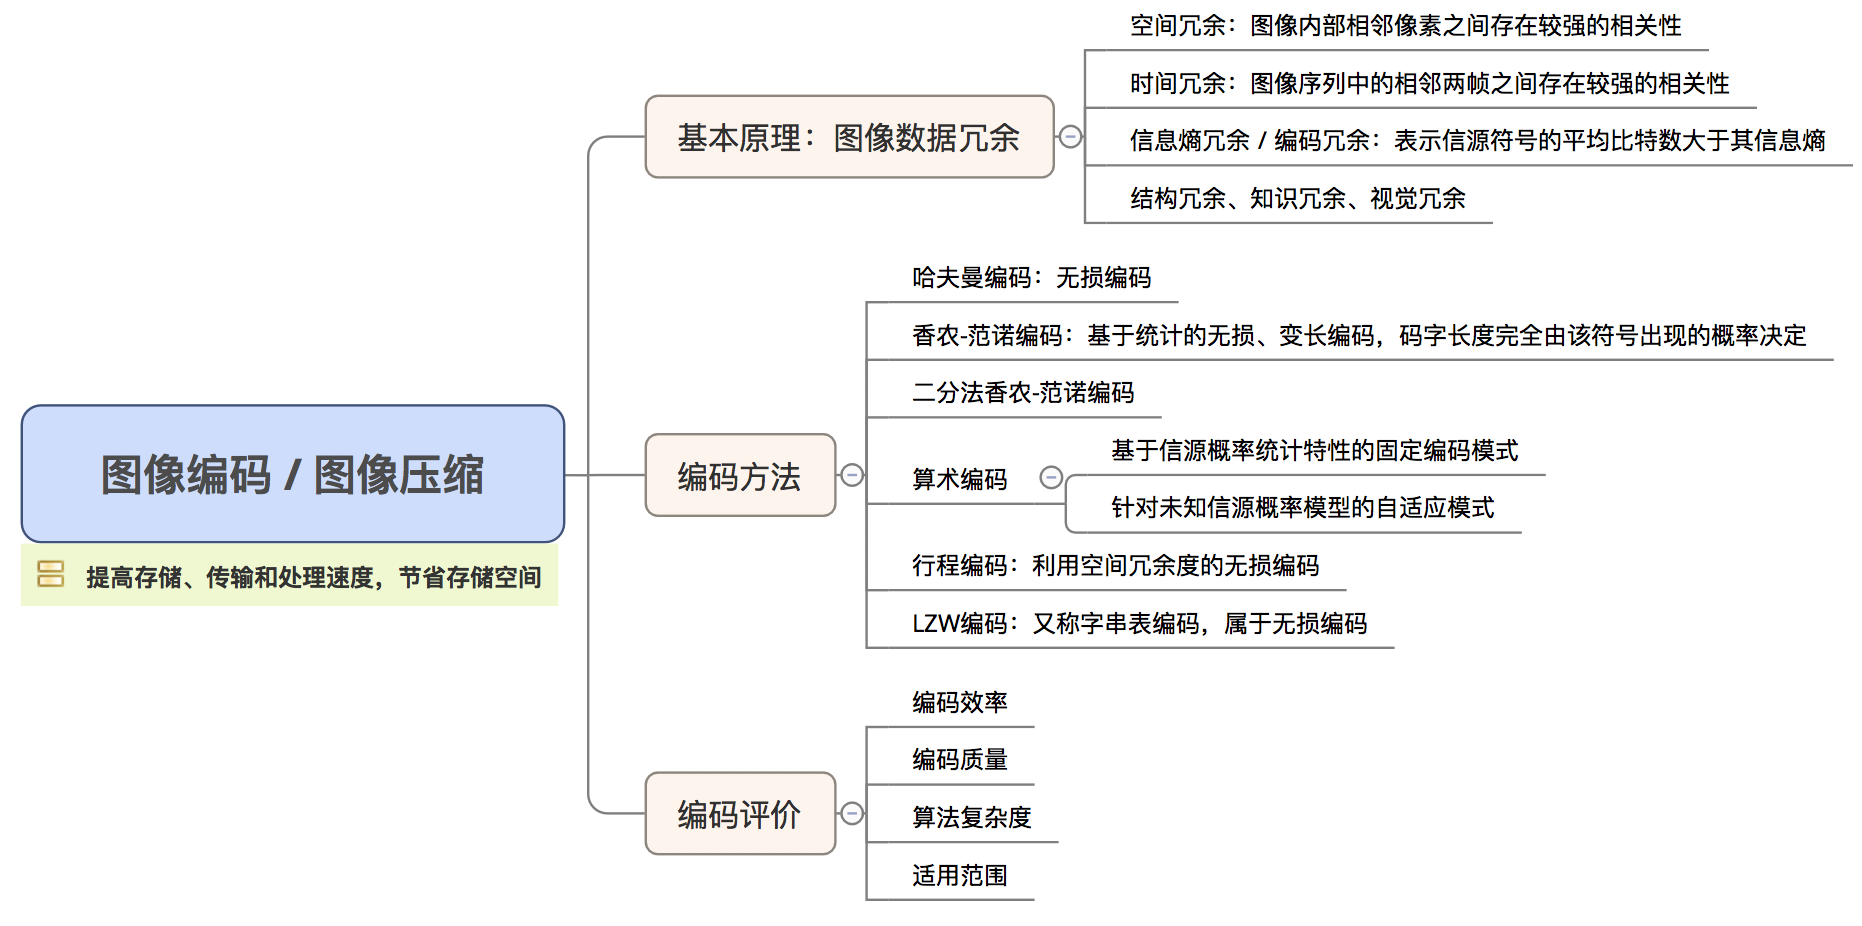 图像编码 / 图像压缩
提高存储、传输和处理速度，节省存储空间
基本原理：图像数据冗余
空间冗余：图像内部相邻像素之间存在较强的相关性
时间冗余：图像序列中的相邻两帧之间存在较强的相关性
信息熵冗余 / 编码冗余：表示信源符号的平均比特数大于其信息熵
结构冗余、知识冗余、视觉冗余
编码方法
哈夫曼编码：无损编码
香农-范诺编码：基于统计的无损、变长编码，码字长度完全由该符号出现的概率决定
二分法香农-范诺编码
算术编码
基于信源概率统计特性的固定编码模式
针对未知信源概率模型的自适应模式
行程编码：利用空间冗余度的无损编码
LZW编码：又称字串表编码，属于无损编码
编码评价
编码效率
编码质量
算法复杂度
适用范围